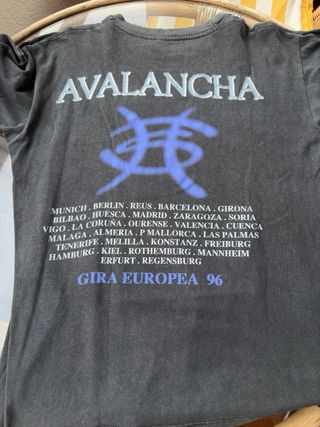 AVALANCHA
MUNICH . BERLIN . REUS . BARCELONA . GIRONA
BILBAO . HUESCA . MADRID . ZARAGOZA . SORIA
VIGO . LA CORUÑA . OURENSE . VALENCIA . CUENCA
MALAGA . ALMERIA . P MALLORCA . LAS PALMAS
TENERIFE . MELILLA . KONSTANZ . FREIBURG
HAMBURG . KIEL . ROTHEMBURG . MANNHEIM
ERFURT . REGENSBURG
GIRA EUROPEA 96